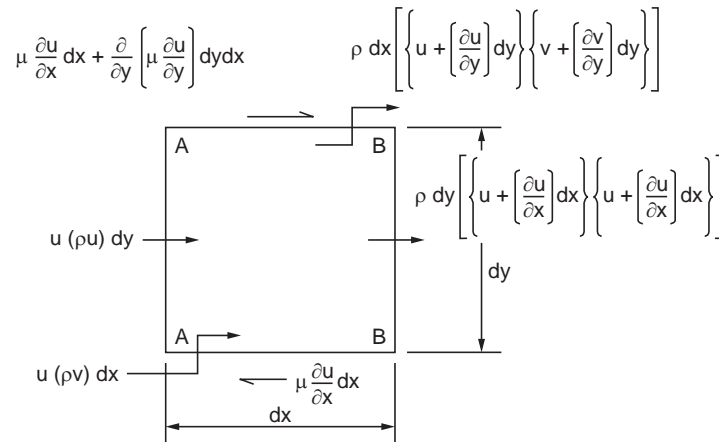 μ ∂u/∂x dx + ∂/∂y [μ ∂u/y] dydx
ρ dx[{u + [∂u/∂y]dy}{v + [∂v/∂y]dy}]
A B
ρ dy[{u + [∂u/∂x]dx}{u + [∂u/∂x]dx}]
u (ρu) dy
dy
A B
u (ρv) dx
μ ∂u/∂x dx
dx